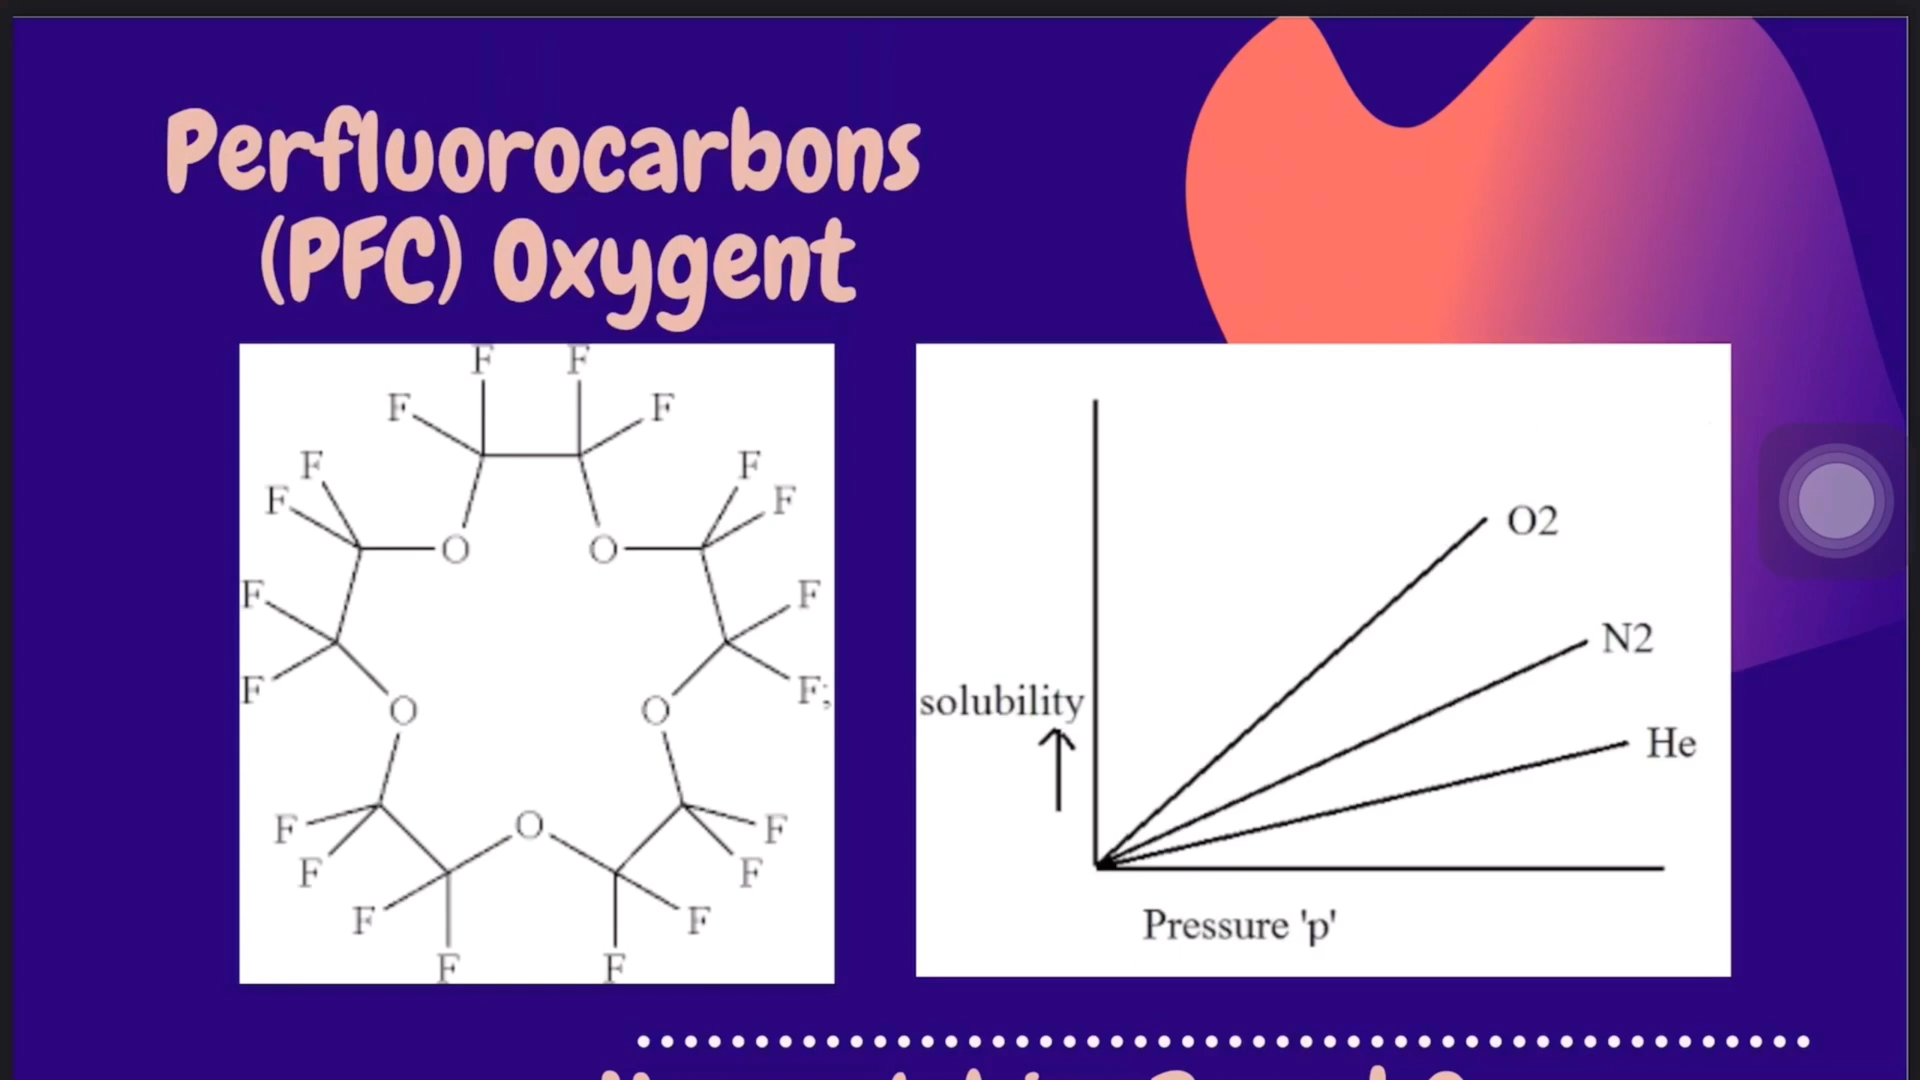 Perfluorocarbons
(PFC) Oxygent
F F
F F
F F
F F
O O
F F
F F;
O O
F O F
F F
F F
F F
O2
N2
solubility
He
Pressure 'p'